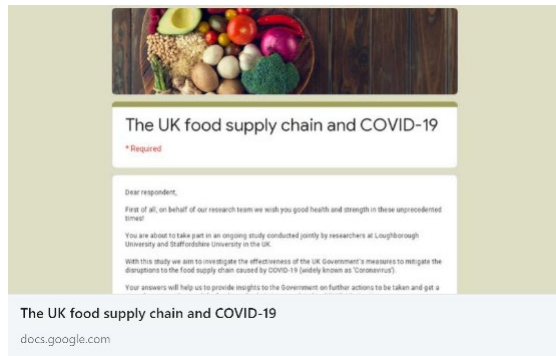 The UK food supply chain and COVID-19
* Required
Dear respondent,
First of all, on behalf of our research team we wish you good health and strength in these unprecedented
times!
You are about to take part in an ongoing study conducted jointly by researchers at Loughborough
University and Staffordshire University in the UK.
With this study we aim to investigate the effectiveness of the UK Government's measures to mitigate the
disruptions to the food supply chain caused by COVID-19 (widely known as 'Coronavirus').
Your answers will help us to provide insights to the Government on further actions to be taken and get a
The UK food supply chain and COVID-19
docs.google.com